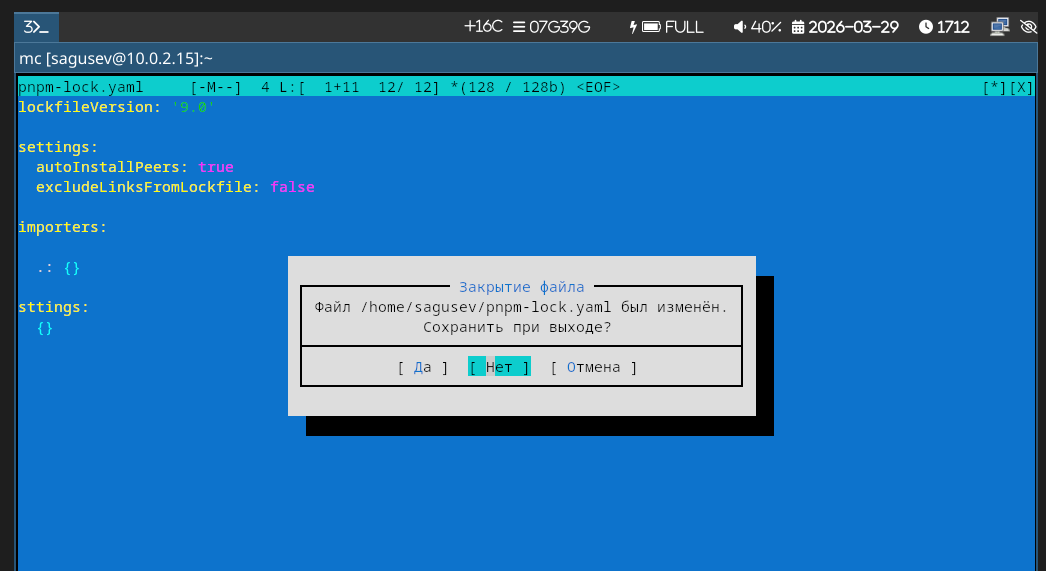 3>_ +16C 07G39G FULL 40% 2026-03-29 1712
mc [sagusev@10.0.2.15]:~
pnpm-lock.yaml [-M--] 4 L:[ 1+11 12/ 12] *(128 / 128b) <EOF> [*][X]
lockfileVersion: '9.0'
settings:
autoInstallPeers: true
excludeLinksFromLockfile: false
importers:
.: {}
sttings:
{}
Закрытие файла
Файл /home/sagusev/pnpm-lock.yaml был изменён.
Сохранить при выходе?
[ Да ] [ Нет ] [ Отмена ]